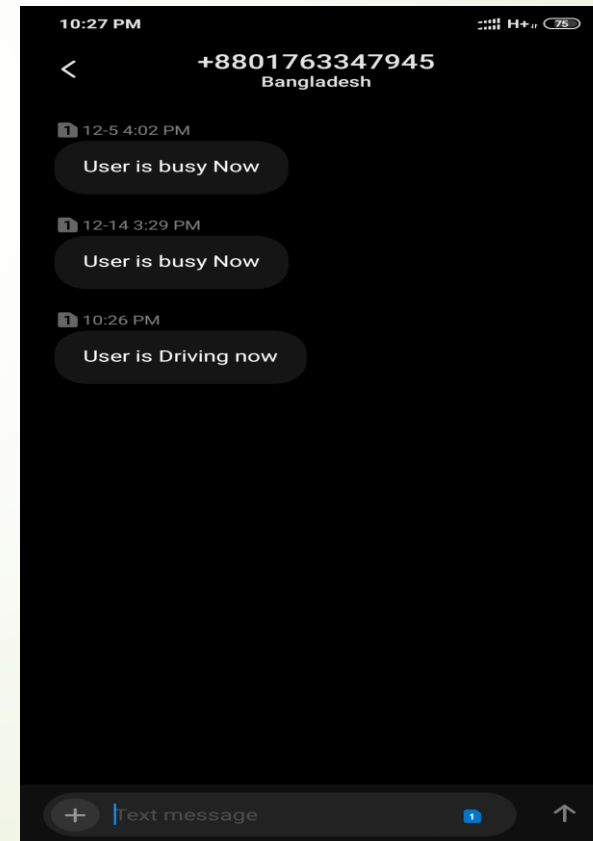 10:27 PM H+ 75
+8801763347945
Bangladesh
1 12-5 4:02 PM
User is busy Now
1 12-14 3:29 PM
User is busy Now
1 10:26 PM
User is Driving now
Text message 1